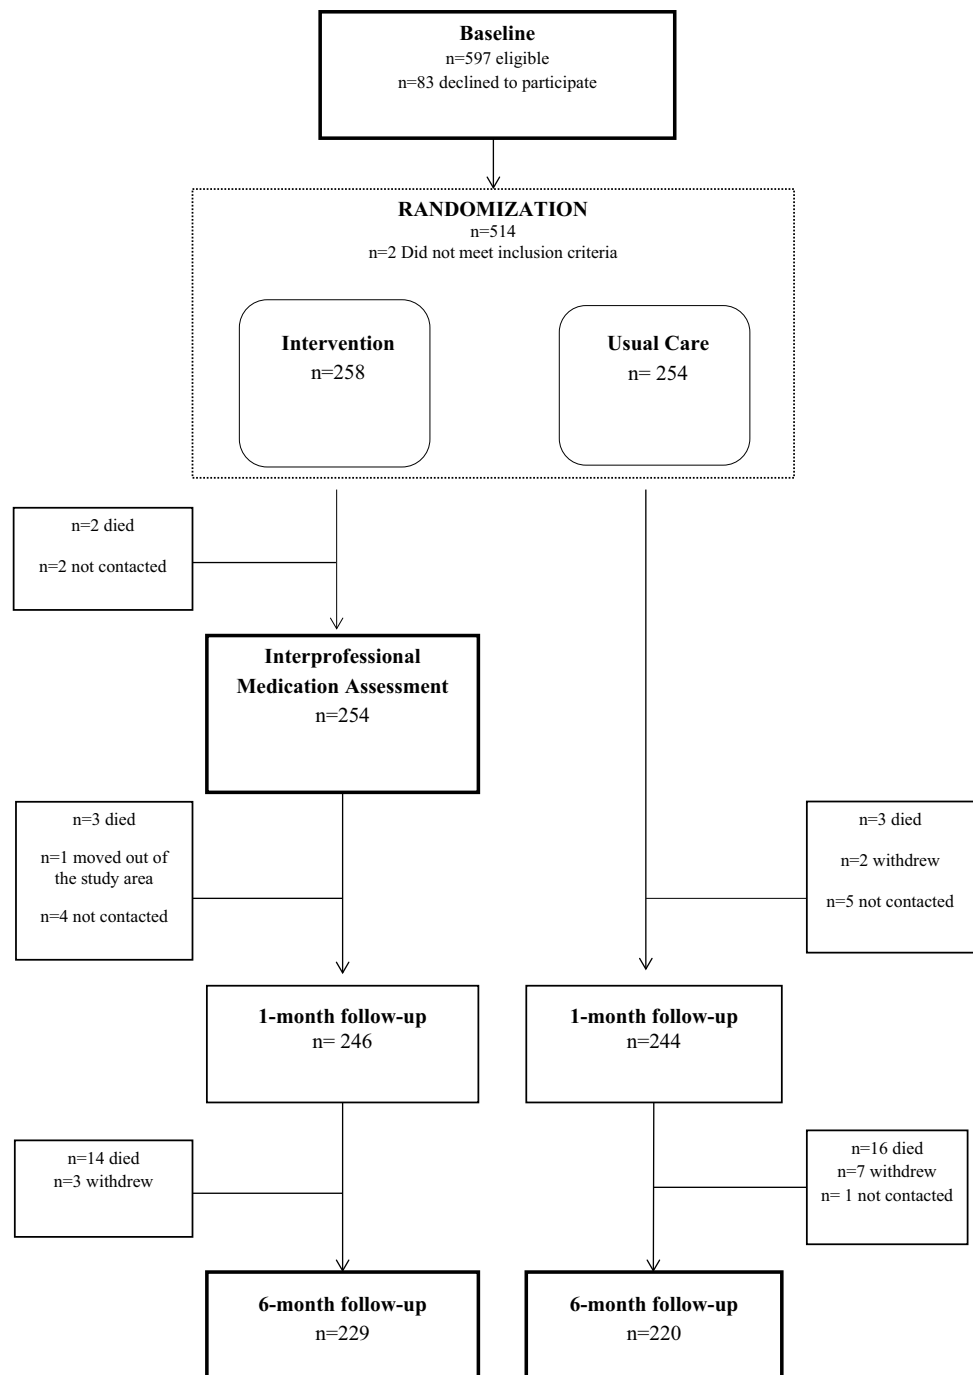 Baseline
n=597 eligible
n=83 declined to participate
RANDOMIZATION
n=514
n=2 Did not meet inclusion criteria
Intervention
n=258
Usual Care
n= 254
n=2 died
n=2 not contacted
Interprofessional
Medication Assessment
n=254
n=3 died
n=1 moved out of
the study area
n=4 not contacted
n=3 died
n=2 withdrew
n=5 not contacted
1-month follow-up
n= 246
1-month follow-up
n=244
n=14 died
n=3 withdrew
n=16 died
n=7 withdrew
n= 1 not contacted
6-month follow-up
n=229
6-month follow-up
n=220